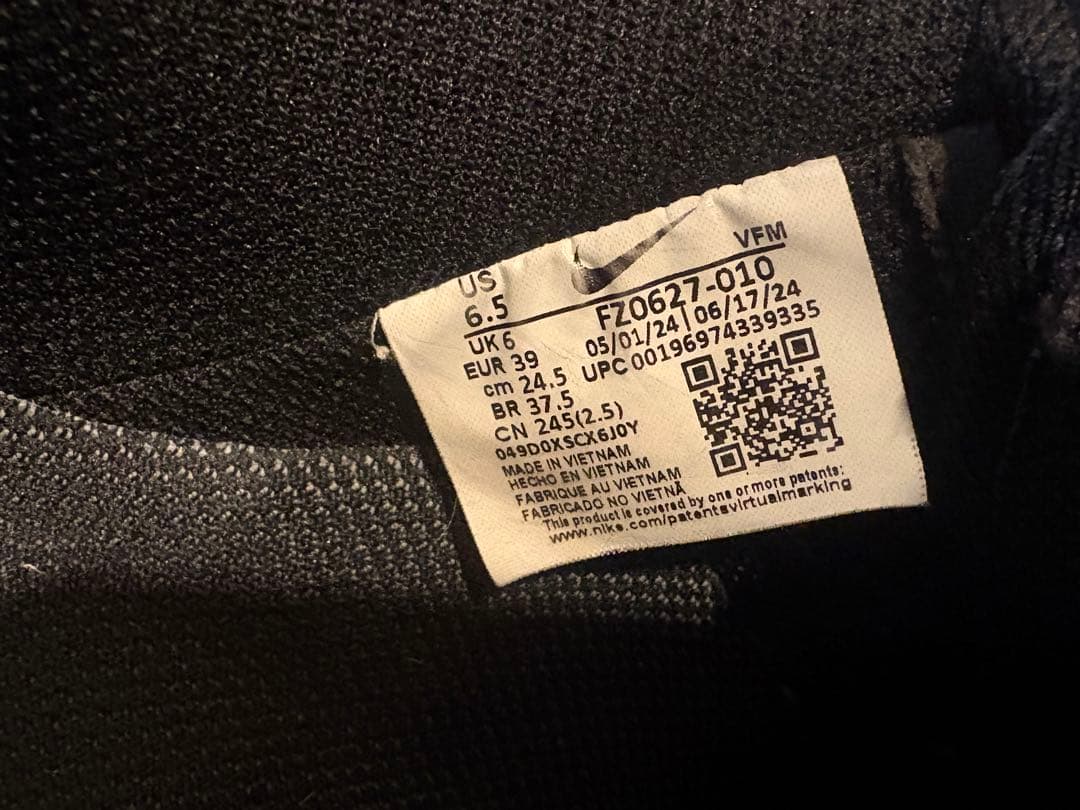 VFM
US
6.5
FZ0627-010
UK 6
05/01/24|06/17/24
EUR 39
UPC 00196974339335
cm 24.5
BR 37.5
CN 245(2.5)
049D0XSCX6J0Y
MADE IN VIETNAM
HECHO EN VIETNAM
FABRIQUE AU VIETNAM
FABRICADO NO VIETNÃ
This product is covered by one or more patents:
www.nike.com/patentsvirtualmarking